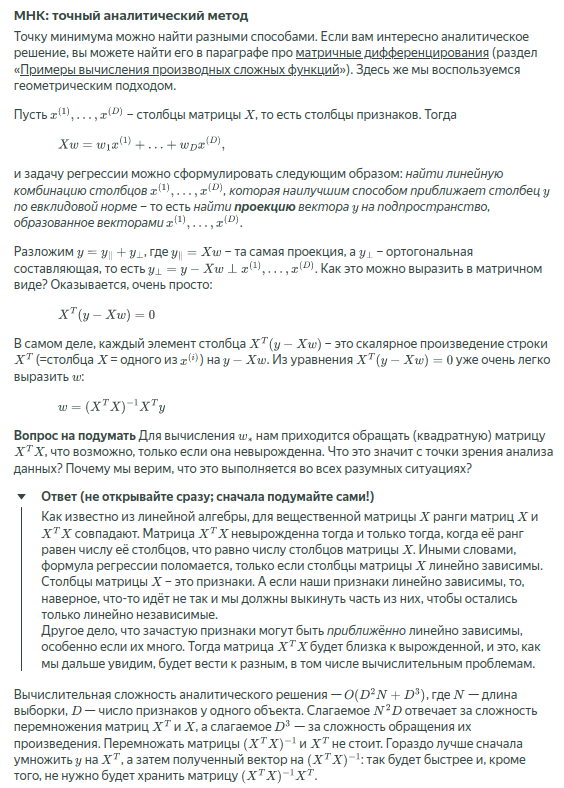 МНК: точный аналитический метод
Точку минимума можно найти разными способами. Если вам интересно аналитическое
решение, вы можете найти его в параграфе про матричные дифференцирования (раздел
«Примеры вычисления производных сложных функций»). Здесь же мы воспользуемся
геометрическим подходом.
Пусть x^{(1)}, . . . , x^{(D)} – столбцы матрицы X, то есть столбцы признаков. Тогда
Xw = w_1x^{(1)} + . . . + w_Dx^{(D)},
и задачу регрессии можно сформулировать следующим образом: найти линейную
комбинацию столбцов x^{(1)}, . . . , x^{(D)}, которая наилучшим способом приближает столбец y
по евклидовой норме – то есть найти проекцию вектора y на подпространство,
образованное векторами x^{(1)}, . . . , x^{(D)}.
Разложим y = y_∥ + y_⊥, где y_∥ = Xw – та самая проекция, а y_⊥ – ортогональная
составляющая, то есть y_⊥ = y − Xw ⊥ x^{(1)}, . . . , x^{(D)}. Как это можно выразить в матричном
виде? Оказывается, очень просто:
X^T(y − Xw) = 0
В самом деле, каждый элемент столбца X^T(y − Xw) – это скалярное произведение строки
X^T (=столбца X = одного из x^{(i)}) на y − Xw. Из уравнения X^T(y − Xw) = 0 уже очень легко
выразить w:
w = (X^TX)^{−1}X^Ty
Вопрос на подумать Для вычисления w_* нам приходится обращать (квадратную) матрицу
X^TX, что возможно, только если она невырожденна. Что это значит с точки зрения анализа
данных? Почему мы верим, что это выполняется во всех разумных ситуациях?
Ответ (не открывайте сразу; сначала подумайте сами!)
Как известно из линейной алгебры, для вещественной матрицы X ранги матриц X и
X^TX совпадают. Матрица X^TX невырожденна тогда и только тогда, когда её ранг
равен числу её столбцов, что равно числу столбцов матрицы X. Иными словами,
формула регрессии поломается, только если столбцы матрицы X линейно зависимы.
Столбцы матрицы X – это признаки. А если наши признаки линейно зависимы, то,
наверное, что-то идёт не так и мы должны выкинуть часть из них, чтобы остались
только линейно независимые.
Другое дело, что зачастую признаки могут быть приближённо линейно зависимы,
особенно если их много. Тогда матрица X^TX будет близка к вырожденной, и это, как
мы дальше увидим, будет вести к разным, в том числе вычислительным проблемам.
Вычислительная сложность аналитического решения — O(D^2N + D^3), где N — длина
выборки, D — число признаков у одного объекта. Слагаемое N^2D отвечает за сложность
перемножения матриц X^T и X, а слагаемое D^3 — за сложность обращения их
произведения. Перемножать матрицы (X^TX)^{−1} и X^T не стоит. Гораздо лучше сначала
умножить y на X^T, а затем полученный вектор на (X^TX)^{−1}: так будет быстрее и, кроме
того, не нужно будет хранить матрицу (X^TX)^{−1}X^T.